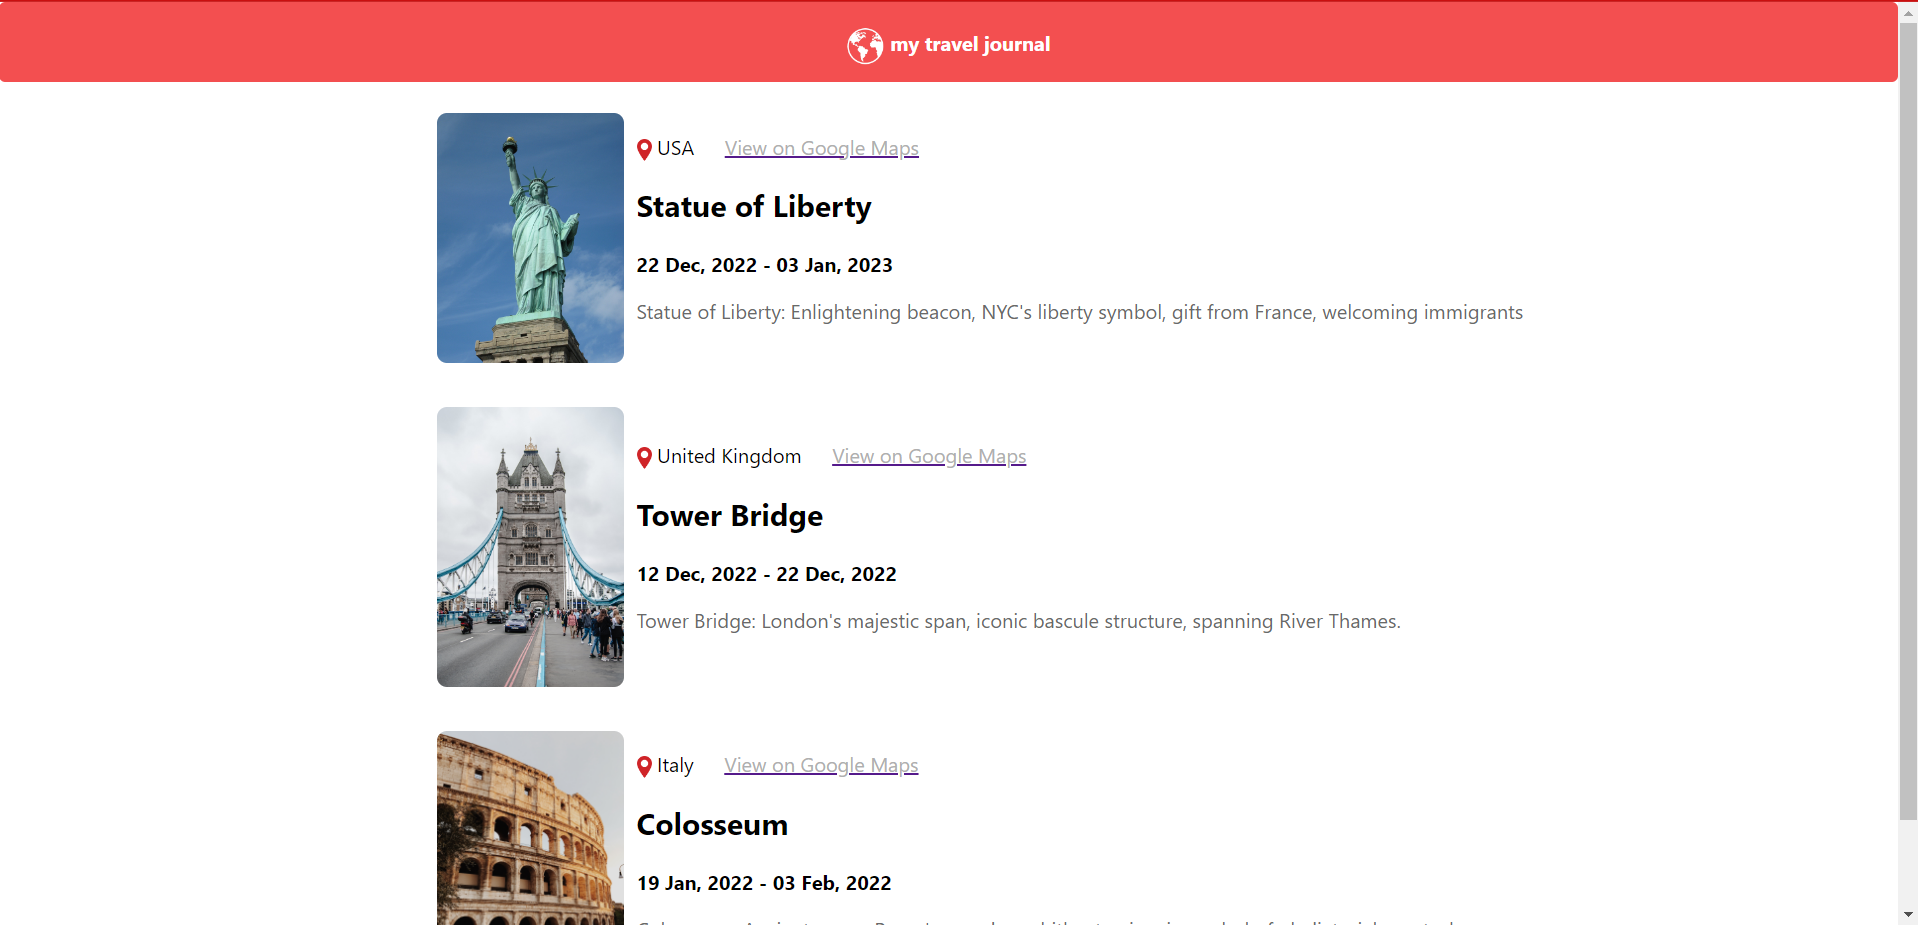 my travel journal
USA View on Google Maps
Statue of Liberty
22 Dec, 2022 - 03 Jan, 2023
Statue of Liberty: Enlightening beacon, NYC's liberty symbol, gift from France, welcoming immigrants
United Kingdom View on Google Maps
Tower Bridge
12 Dec, 2022 - 22 Dec, 2022
Tower Bridge: London's majestic span, iconic bascule structure, spanning River Thames.
Italy View on Google Maps
Colosseum
19 Jan, 2022 - 03 Feb, 2022